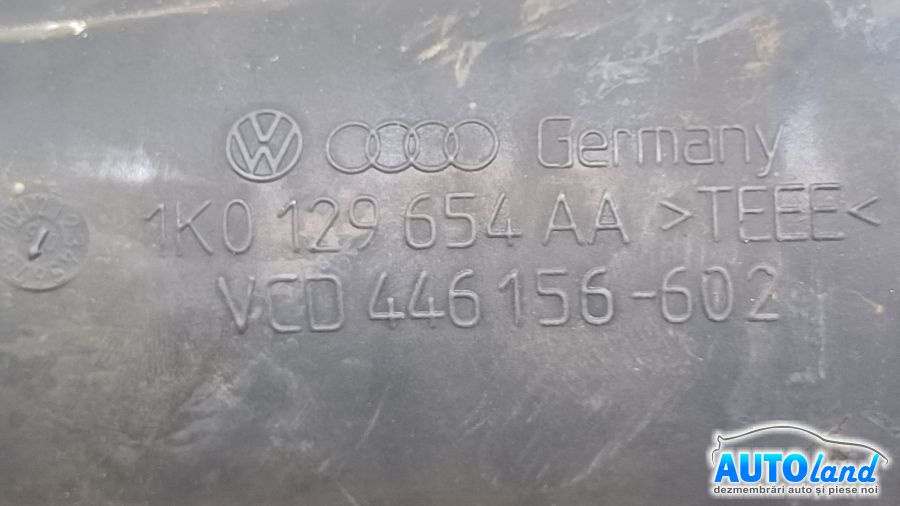 Germany
1K0 129 654 AA >TEEE<
VCD 446 156-602
AUTOland
dezmembrări auto și piese noi